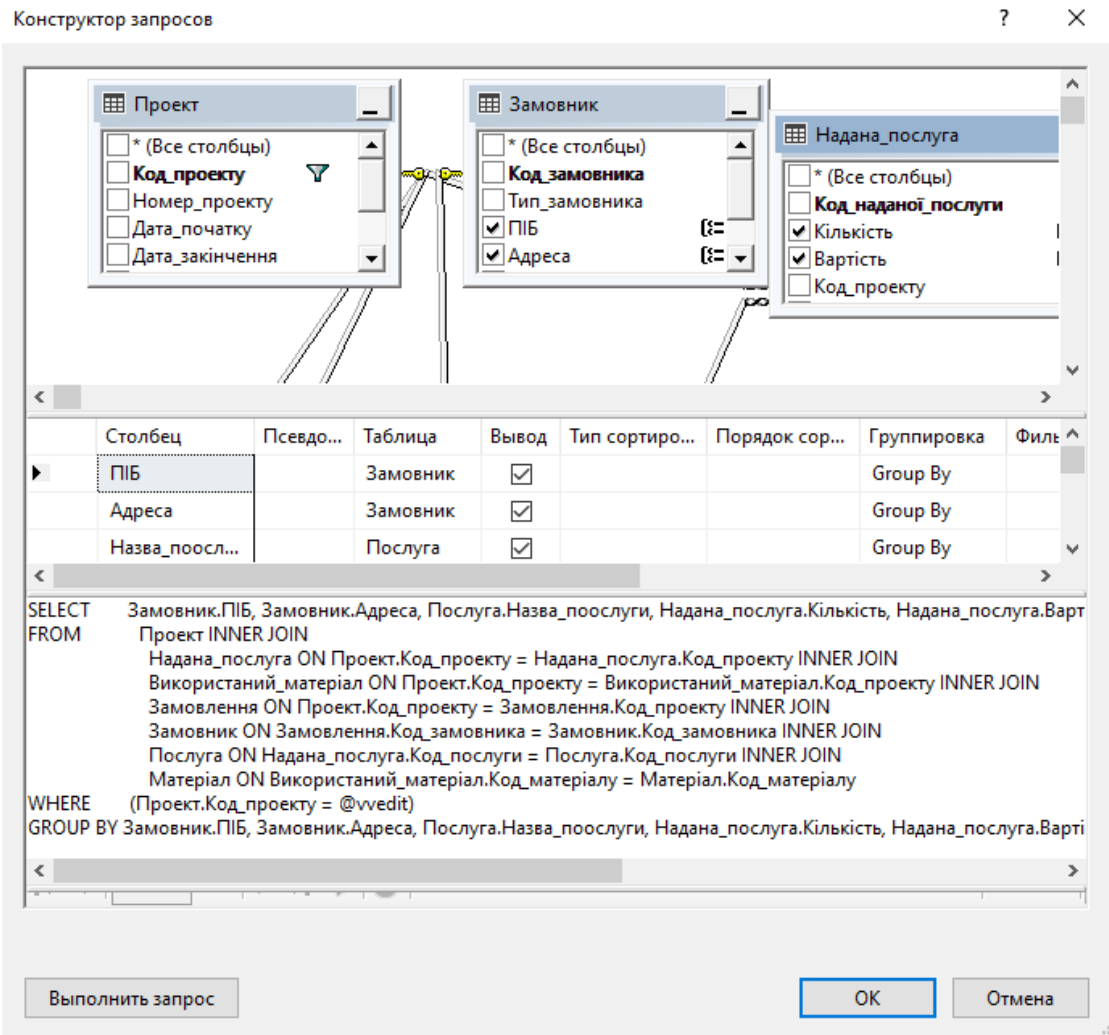 Конструктор запросов
?
Проект
* (Все столбцы)
Код_проекту
Номер_проекту
Дата_початку
Дата_закінчення
Замовник
* (Все столбцы)
Код_замовника
Тип_замовника
ПІБ
Адреса
Надана_послуга
* (Все столбцы)
Код_наданої_послуги
Кількість
Вартість
Код_проекту
Столбец Псевдо... Таблица Вывод Тип сортиро... Порядок сор... Группировка Филь
ПІБ Замовник Group By
Адреса Замовник Group By
Назва_поосл... Послуга Group By
SELECT Замовник.ПІБ, Замовник.Адреса, Послуга.Назва_поослуги, Надана_послуга.Кількість, Надана_послуга.Варт
FROM Проект INNER JOIN
Надана_послуга ON Проект.Код_проекту = Надана_послуга.Код_проекту INNER JOIN
Використаний_матеріал ON Проект.Код_проекту = Використаний_матеріал.Код_проекту INNER JOIN
Замовлення ON Проект.Код_проекту = Замовлення.Код_проекту INNER JOIN
Замовник ON Замовлення.Код_замовника = Замовник.Код_замовника INNER JOIN
Послуга ON Надана_послуга.Код_послуги = Послуга.Код_послуги INNER JOIN
Матеріал ON Використаний_матеріал.Код_матеріалу = Матеріал.Код_матеріалу
WHERE (Проект.Код_проекту = @vvedit)
GROUP BY Замовник.ПІБ, Замовник.Адреса, Послуга.Назва_поослуги, Надана_послуга.Кількість, Надана_послуга.Варті
Выполнить запрос
ОК
Отмена